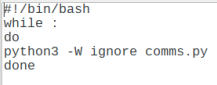 #!/bin/bash
while :
do
python3 -W ignore comms.py
done